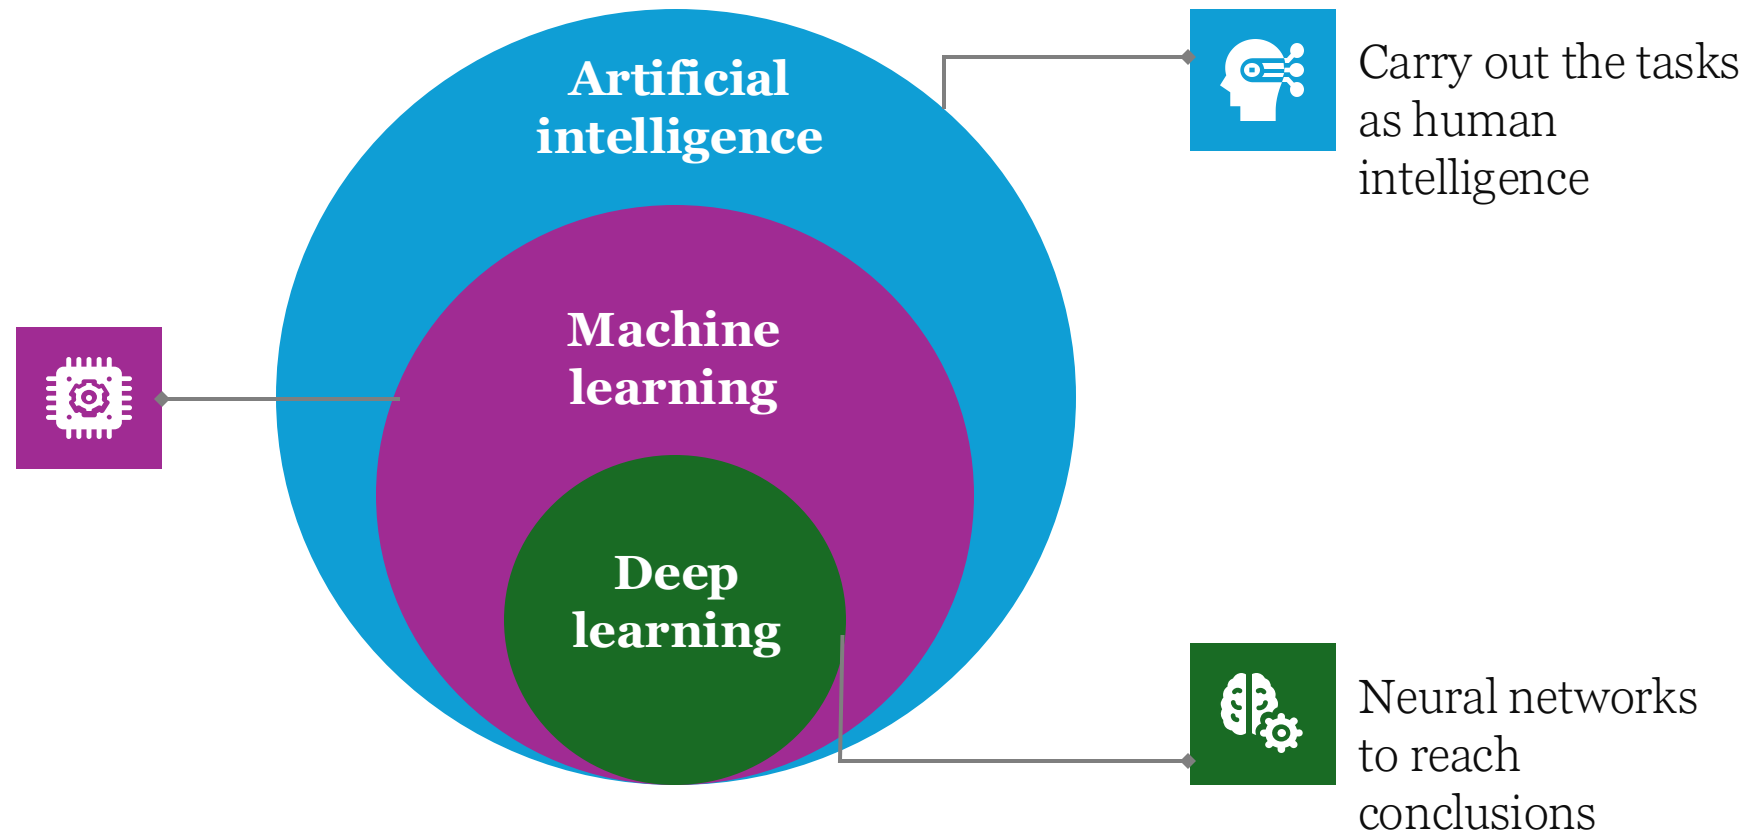 Artificial
intelligence
Carry out the tasks
as human
intelligence
Machine
learning
Deep
learning
Neural networks
to reach
conclusions